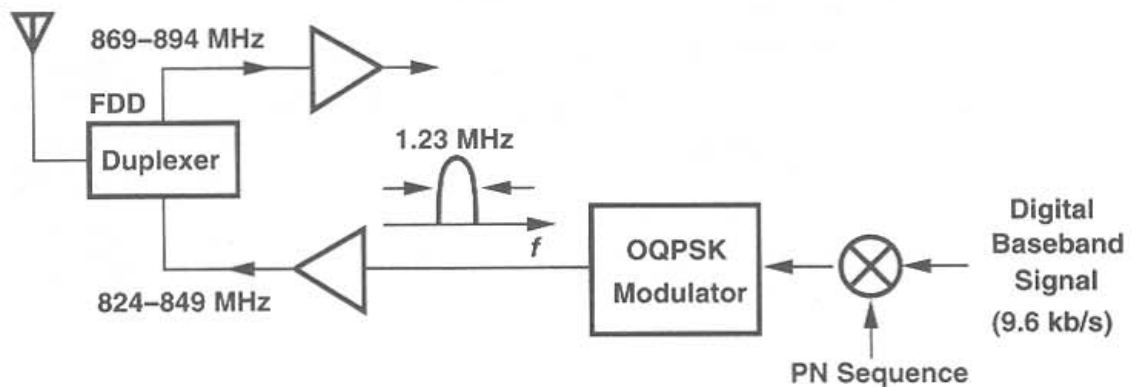 869–894 MHz
FDD
Duplexer
1.23 MHz
f
824–849 MHz
OQPSK
Modulator
Digital
Baseband
Signal
(9.6 kb/s)
PN Sequence